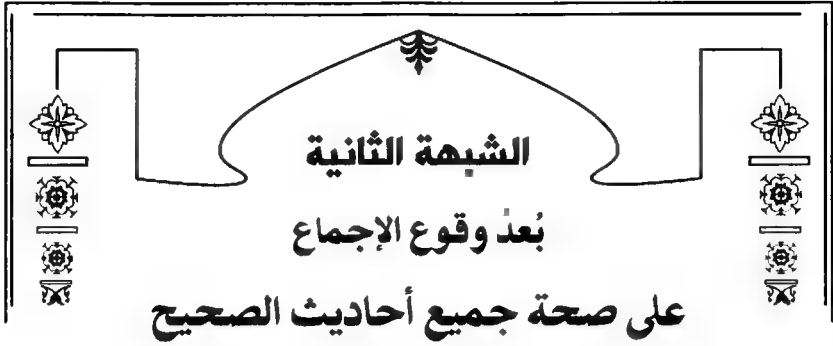 الشبهة الثانية
بُعدُ وقوع الإجماع
على صحة جميع أحاديث الصحيح